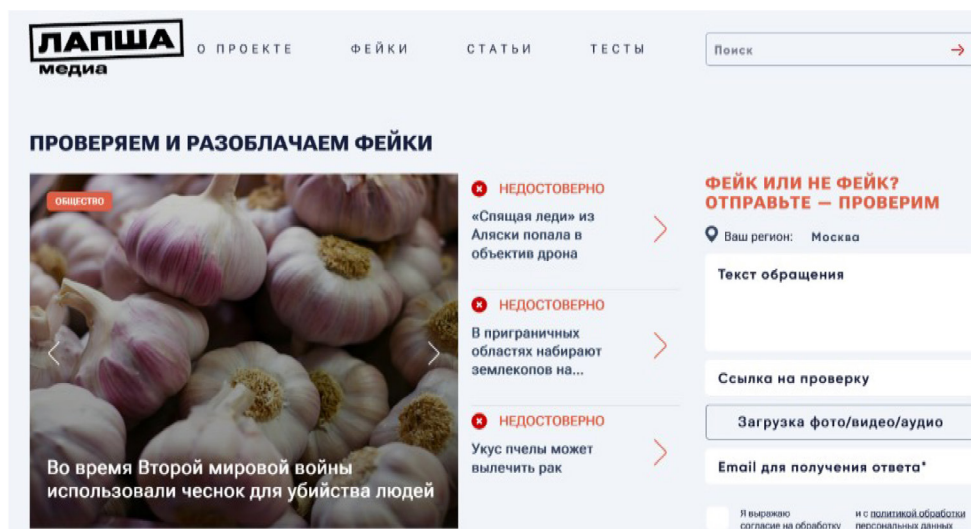 ЛАПША
медиа
О ПРОЕКТЕ
ФЕЙКИ
СТАТЬИ
ТЕСТЫ
Поиск
ПРОВЕРЯЕМ И РАЗОБЛАЧАЕМ ФЕЙКИ
ОБЩЕСТВО
Во время Второй мировой войны
использовали чеснок для убийства людей
НЕДОСТОВЕРНО
«Спящая леди» из
Аляски попала в
объектив дрона
НЕДОСТОВЕРНО
В приграничных
областях набирают
землекопов на...
НЕДОСТОВЕРНО
Укус пчелы может
вылечить рак
ФЕЙК ИЛИ НЕ ФЕЙК?
ОТПРАВЬТЕ — ПРОВЕРИМ
Ваш регион: Москва
Текст обращения
Ссылка на проверку
Загрузка фото/видео/аудио
Email для получения ответа*
Я выражаю
согласие на обработку
и с политикой обработки
персональных данных